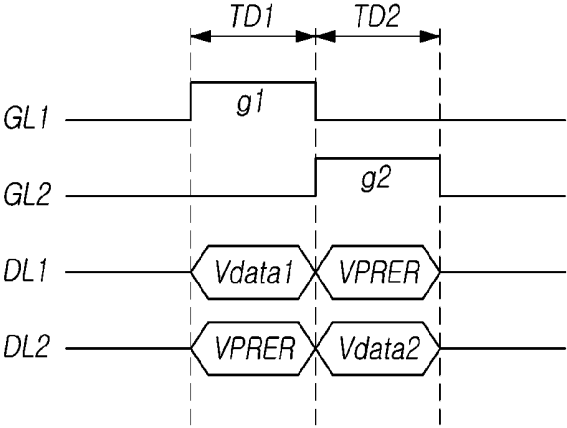 TD1 TD2
GL1 g1
GL2 g2
DL1 Vdata1 VPRER
DL2 VPRER Vdata2